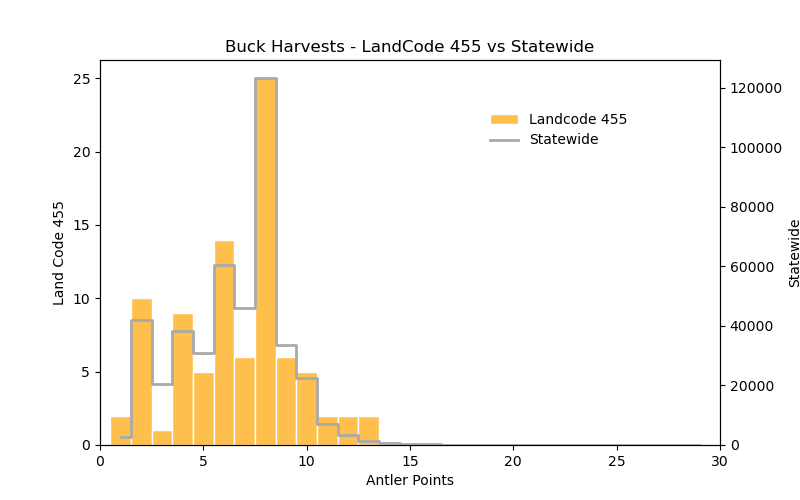 Buck Harvests - LandCode 455 vs Statewide
Landcode 455
Statewide
Land Code 455
25
20
15
10
5
0
120000
100000
80000
60000
40000
20000
0
Statewide
0 5 10 15 20 25 30
Antler Points